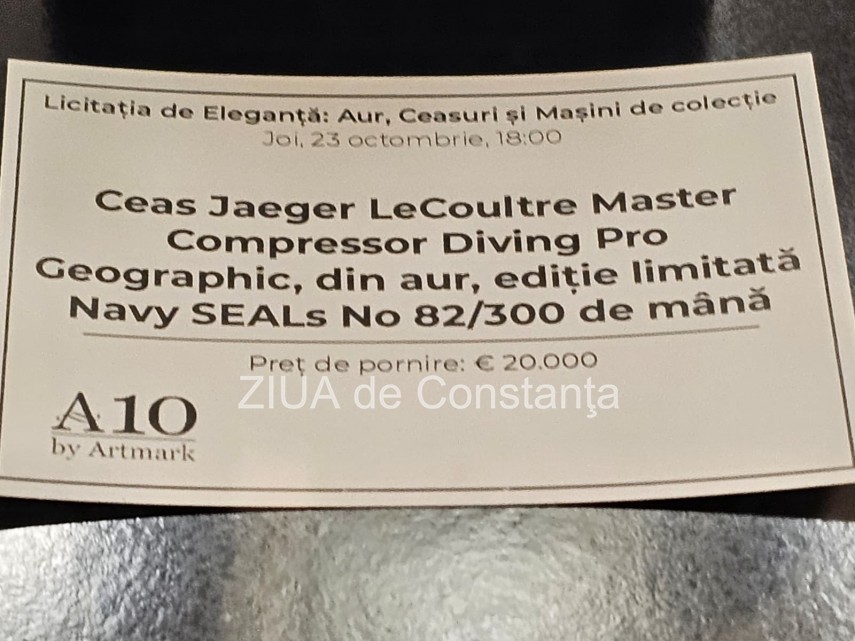 Licitația de Eleganță: Aur, Ceasuri și Mașini de colecție
Joi, 23 octombrie, 18:00
Ceas Jaeger LeCoultre Master
Compressor Diving Pro
Geographic, din aur, ediție limitată
Navy SEALs No 82/300 de mână
Preț de pornire: € 20.000
ZIUA de Constanţa
A10
by Artmark